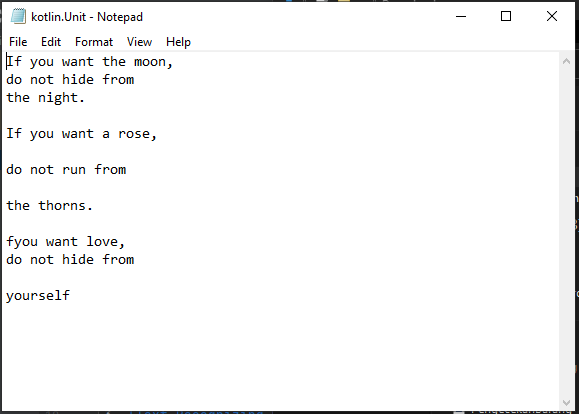 kotlin.Unit - Notepad
File Edit Format View Help
If you want the moon,
do not hide from
the night.
If you want a rose,
do not run from
the thorns.
fyou want love,
do not hide from
yourself